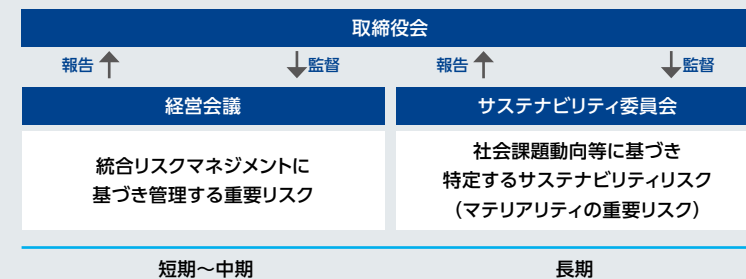 取締役会
報告 監督 報告 監督
経営会議
サステナビリティ委員会
統合リスクマネジメントに
基づき管理する重要リスク
社会課題動向等に基づき
特定するサステナビリティリスク
（マテリアリティの重要リスク）
短期〜中期
長期